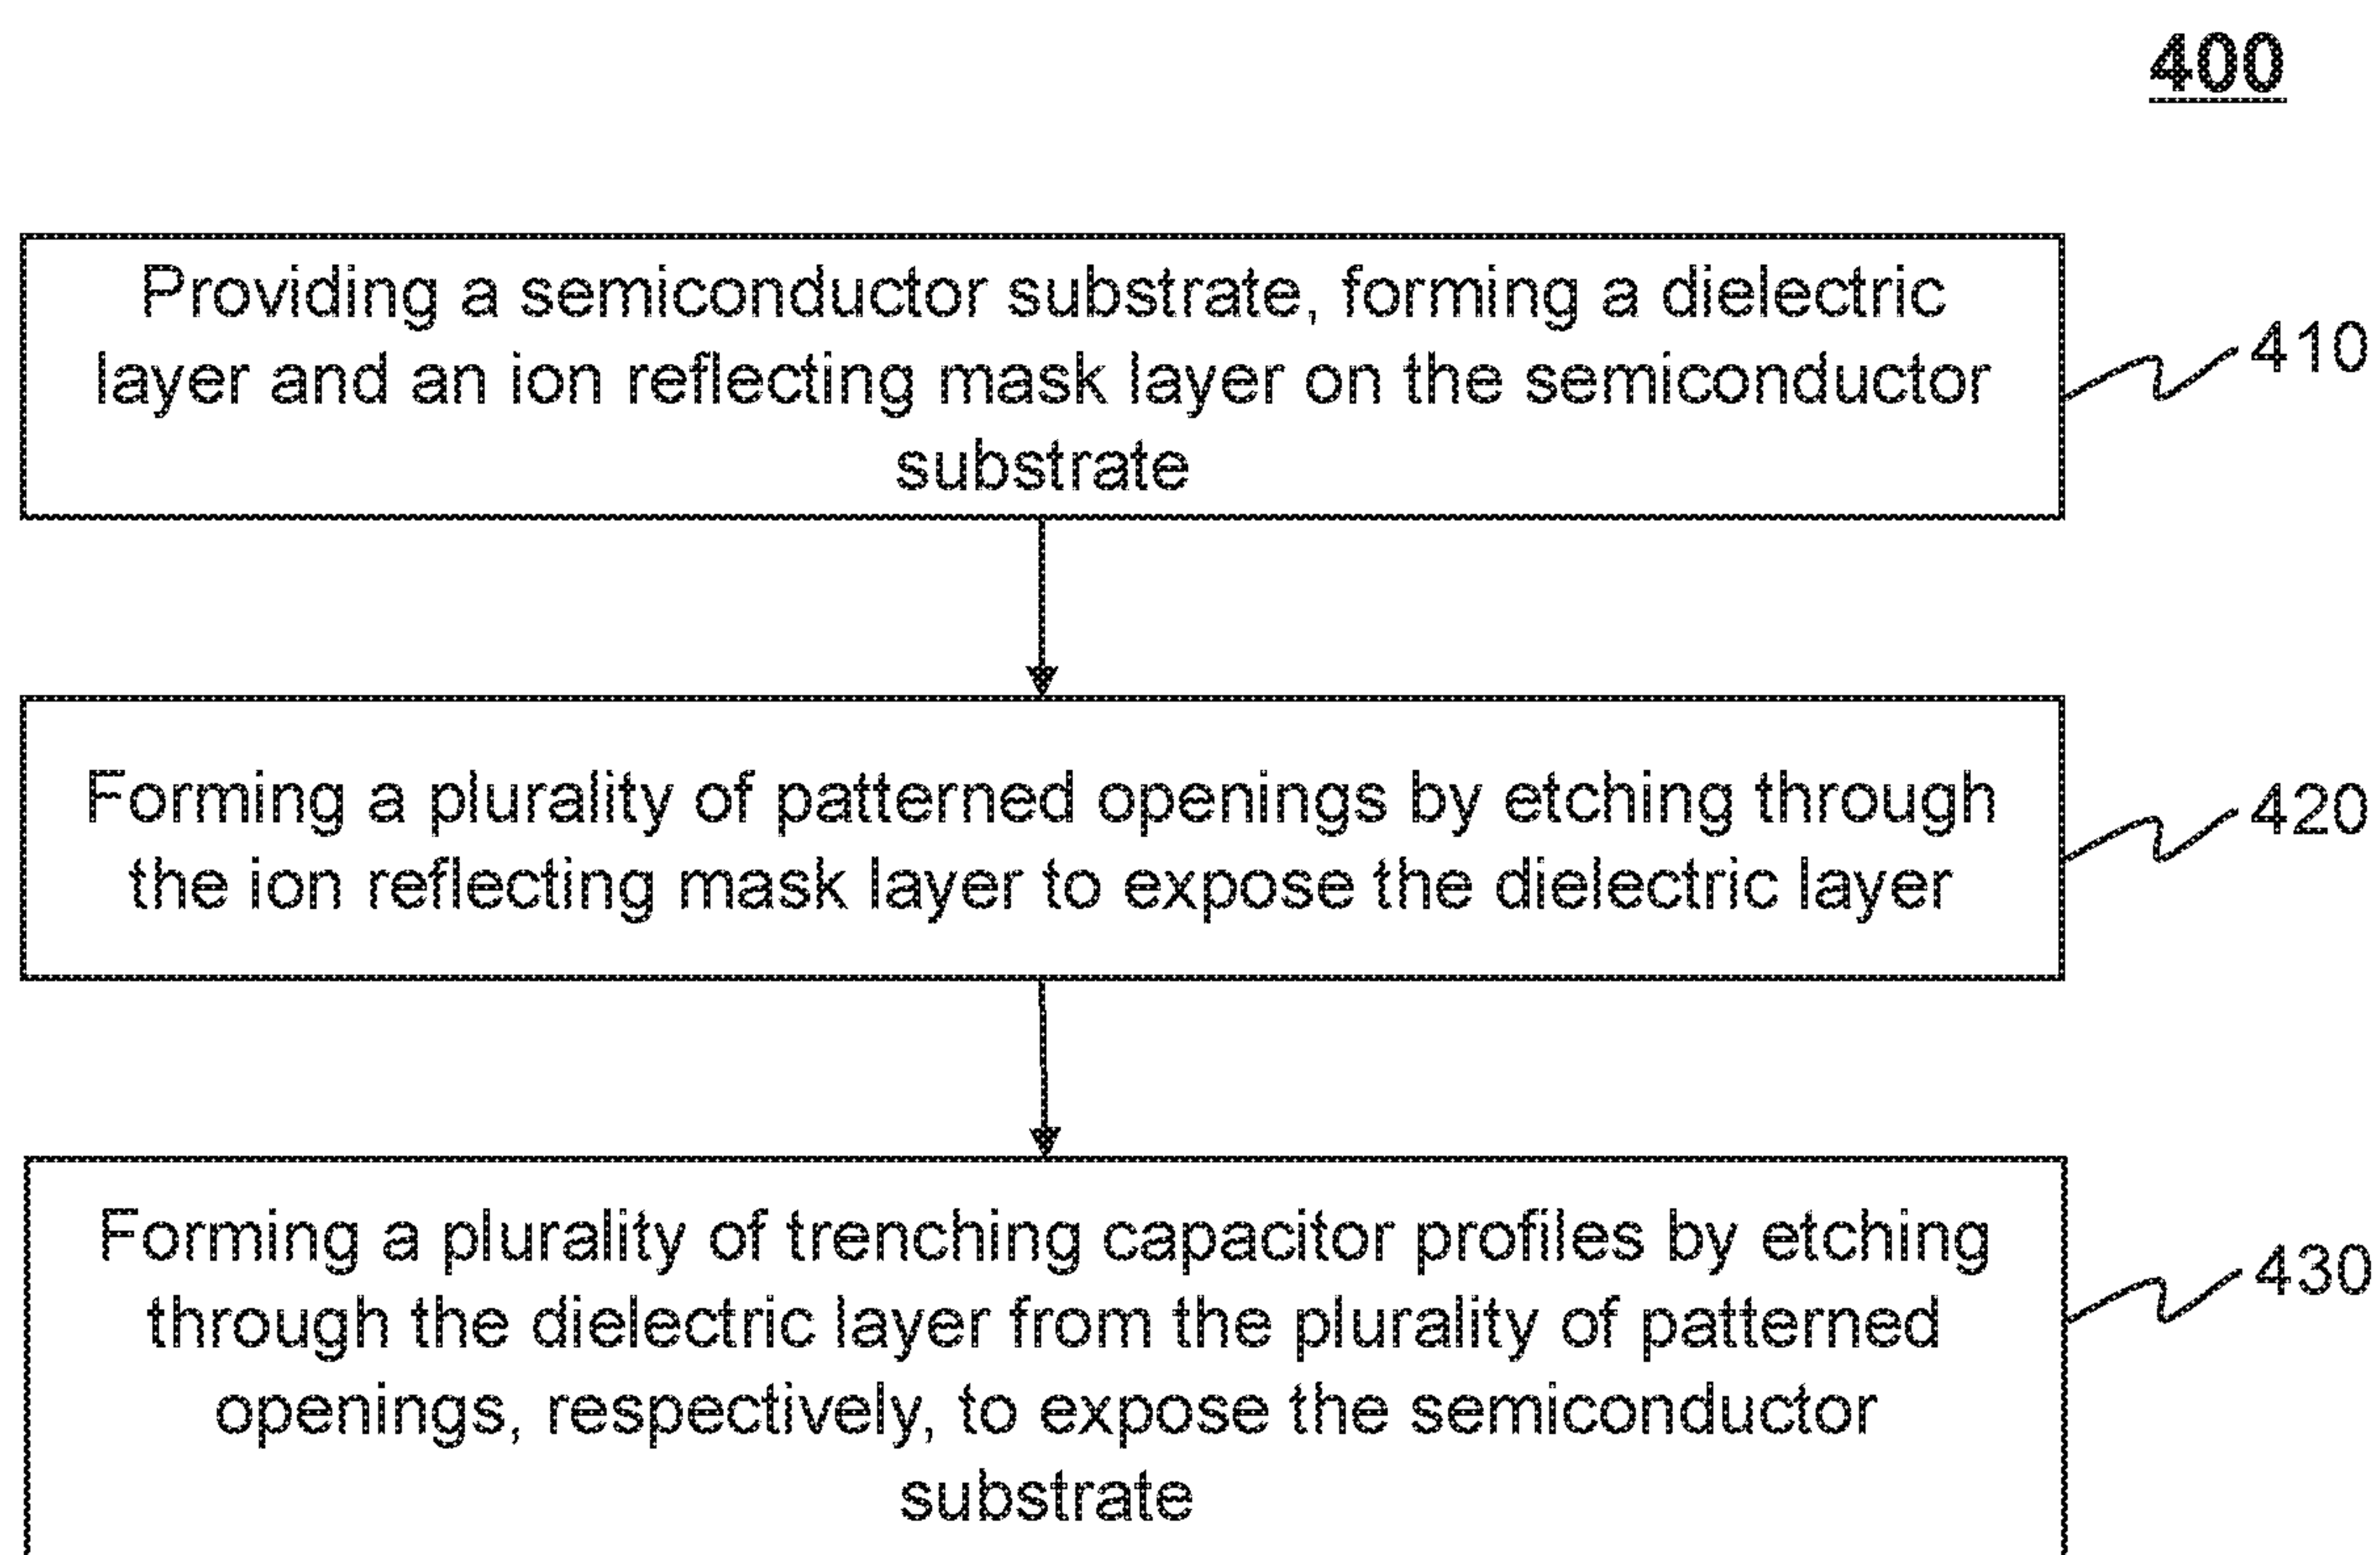 400
Providing a semiconductor substrate, forming a dielectric
layer and an ion reflecting mask layer on the semiconductor
substrate
410
Forming a plurality of patterned openings by etching through
the ion reflecting mask layer to expose the dielectric layer
420
Forming a plurality of trenching capacitor profiles by etching
through the dielectric layer from the plurality of patterned
openings, respectively, to expose the semiconductor
substrate
430